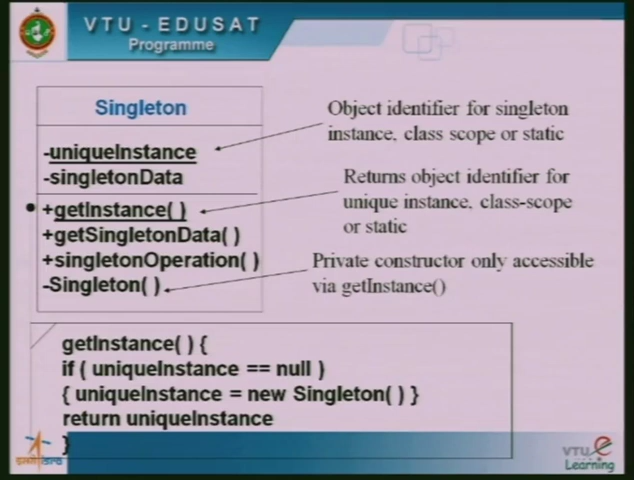 VTU - EDUSAT
Programme
Singleton
-uniqueInstance
-singletonData
+getInstance( )
+getSingletonData( )
+singletonOperation( )
-Singleton( )
Object identifier for singleton
instance, class scope or static
Returns object identifier for
unique instance, class-scope
or static
Private constructor only accessible
via getInstance()
getInstance( ) {
if ( uniqueInstance == null )
{ uniqueInstance = new Singleton( ) }
return uniqueInstance
}
VTU e
Learning